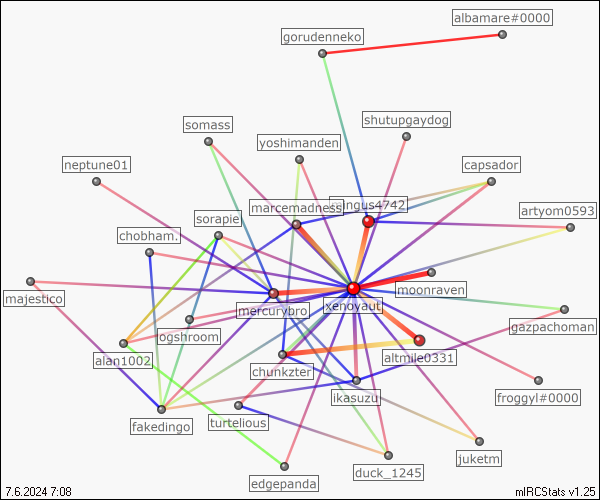 albamare#0000
gorudenneko
shutupgaydog
somass
yoshimanden
neptune01
capsador
marcemadness
ingus4742
artyom0593
sorapie
chobham.
moonraven
majestico
mercurybro
xenoyaut
gazpachoman
ogshroom
alan1002
altmile0331
chunkzter
froggyl#0000
ikasuzu
fakedingo
turtelious
juketm
duck_1245
edgepanda
7.6.2024 7:08
mIRCStats v1.25